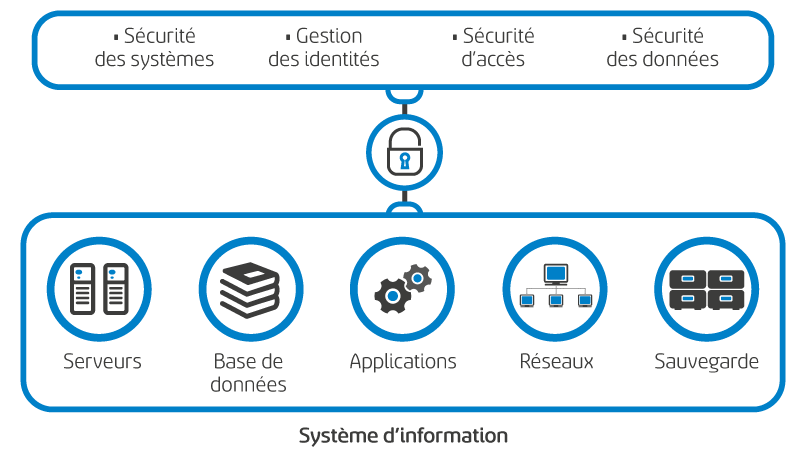 ▪ Sécurité des systèmes
▪ Gestion des identités
▪ Sécurité d'accès
▪ Sécurité des données
Serveurs
Base de données
Applications
Réseaux
Sauvegarde
Système d'information